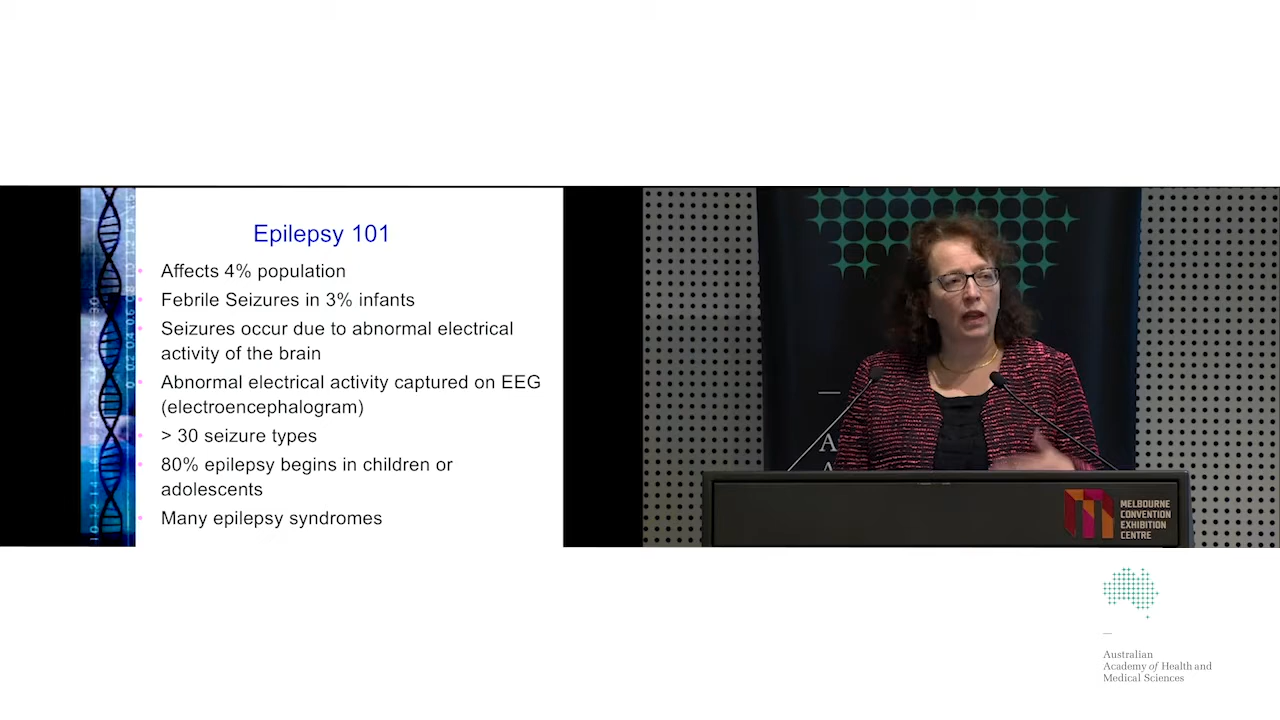 Epilepsy 101
Affects 4% population
Febrile Seizures in 3% infants
Seizures occur due to abnormal electrical
activity of the brain
Abnormal electrical activity captured on EEG
(electroencephalogram)
> 30 seizure types
80% epilepsy begins in children or
adolescents
Many epilepsy syndromes
A
MELBOURNE
CONVENTION
EXHIBITION
CENTRE
Australian
Academy of Health and
Medical Sciences